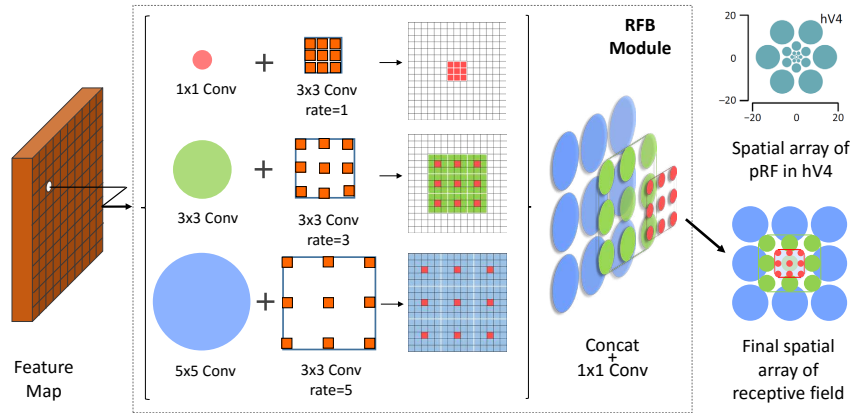 Feature
Map
1x1 Conv
3x3 Conv
rate=1
3x3 Conv
3x3 Conv
rate=3
5x5 Conv
3x3 Conv
rate=5
RFB
Module
Concat
+
1x1 Conv
hV4
20
0
20
−20
0
20
Spatial array of
pRF in hV4
Final spatial
array of
receptive field